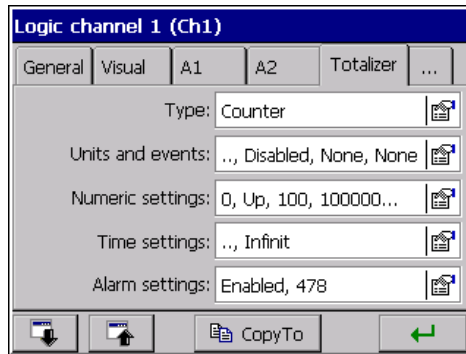 Logic channel 1 (Ch1)
General Visual A1 A2 Totalizer ...
Type: Counter
Units and events: .., Disabled, None, None
Numeric settings: 0, Up, 100, 100000...
Time settings: .., Infinit
Alarm settings: Enabled, 478
CopyTo